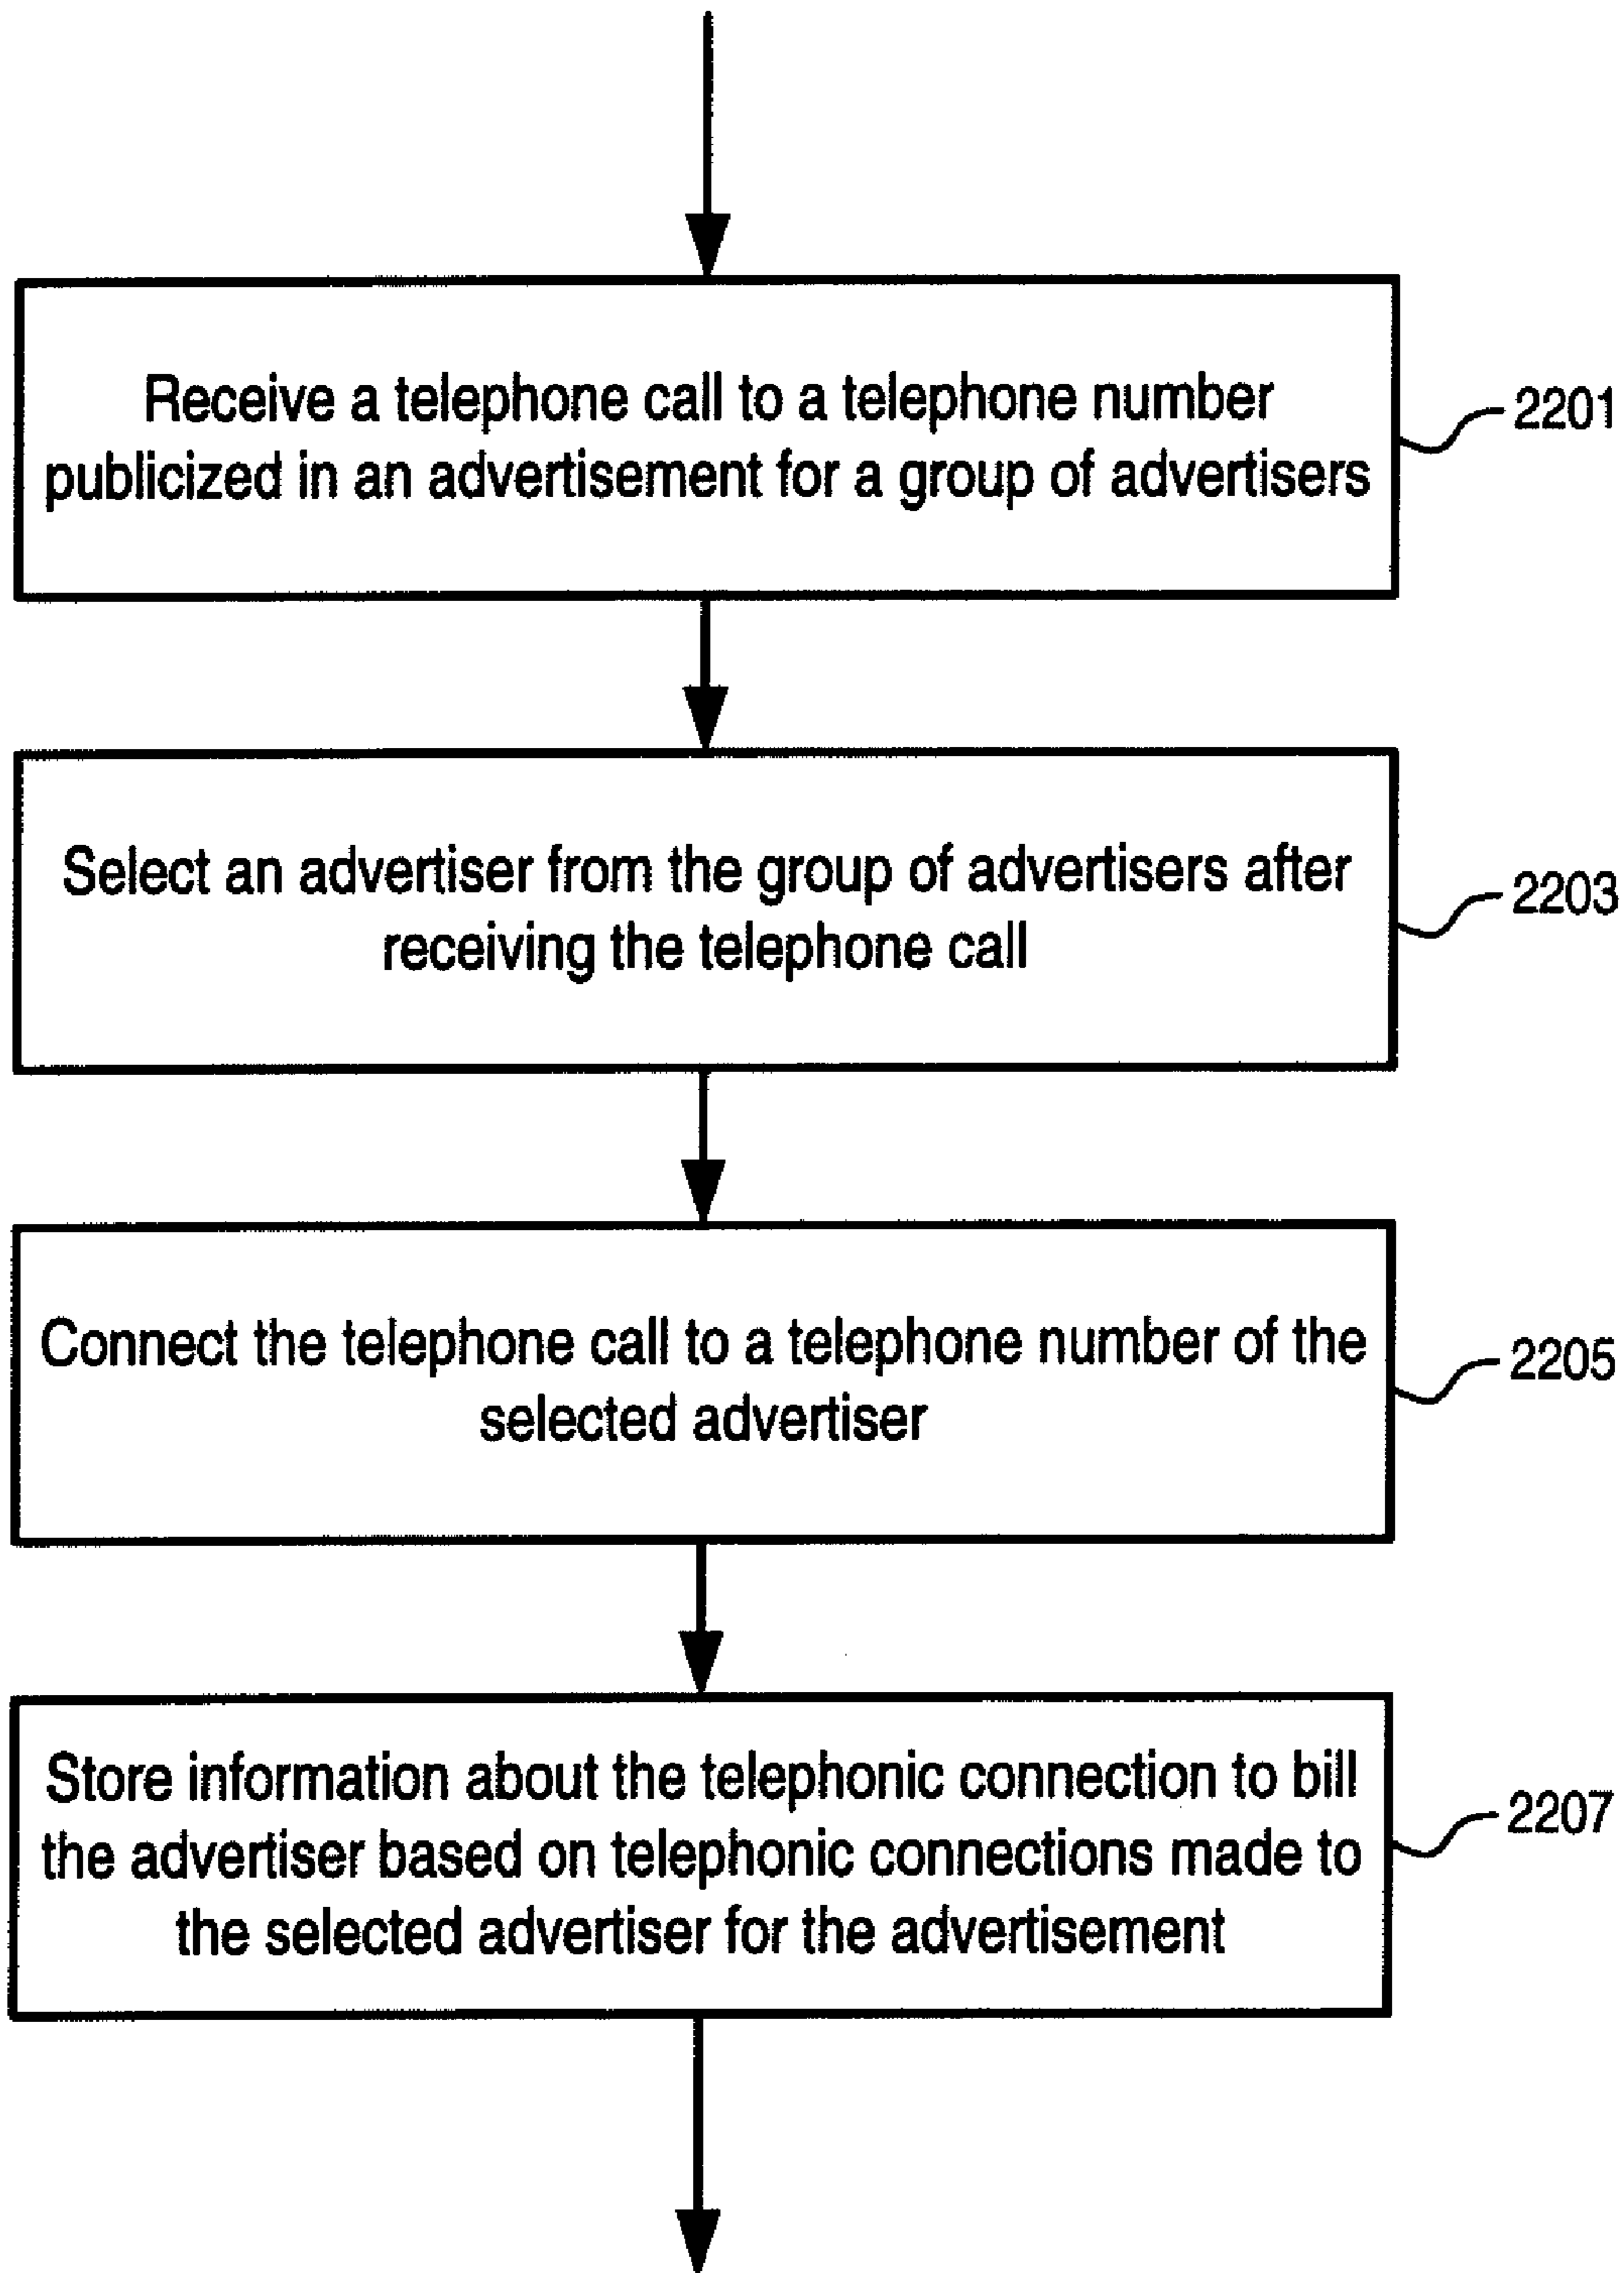 Receive a telephone call to a telephone number
publicized in an advertisement for a group of advertisers
2201
Select an advertiser from the group of advertisers after
receiving the telephone call
2203
Connect the telephone call to a telephone number of the
selected advertiser
2205
Store information about the telephonic connection to bill
the advertiser based on telephonic connections made to
the selected advertiser for the advertisement
2207